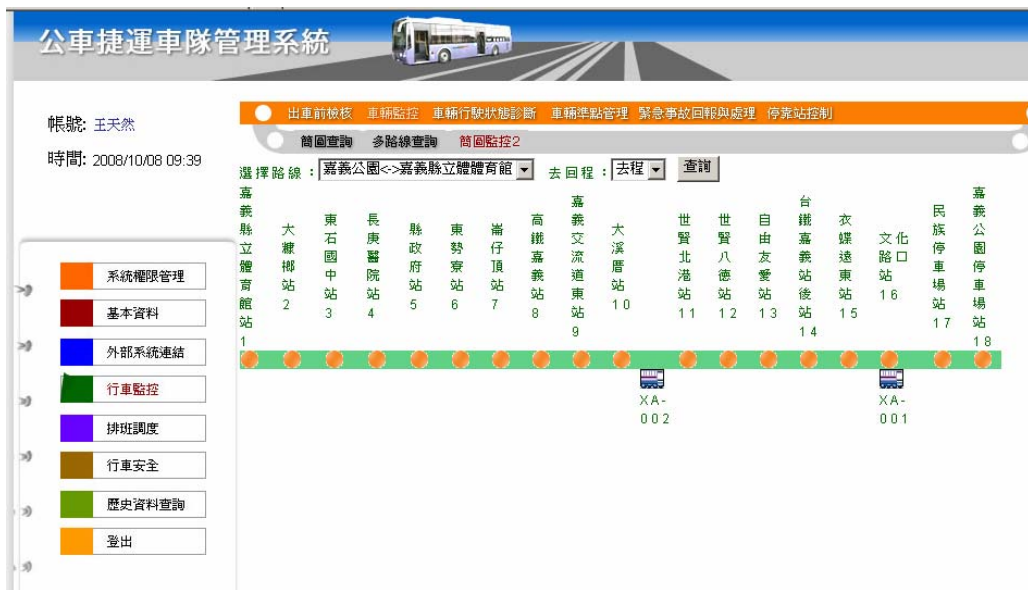 公車捷運車隊管理系統
帳號: 王天然
時間: 2008/10/08 09:39
出車前檢核 車輛監控 車輛行駛狀態診斷 車輛準點管理 緊急事故回報與處理 停靠站控制
簡圖查詢 多路線查詢 簡圖監控2
選擇路線：嘉義公園<->嘉義縣立體體育館 去回程：去程 查詢
嘉義縣立體育館站1
大糠榔站2
東石國中站3
長庚醫院站4
縣政府站5
東勢寮站6
崙仔頂站7
高鐵嘉義站8
嘉義交流道東站9
大溪厝站10
世賢北港站11
世賢八德站12
自由友愛站13
台鐵嘉義站後站14
衣蝶遠東站15
文化路口站16
民族停車場站17
嘉義公園停車場站18
XA-002
XA-001
系統權限管理
基本資料
外部系統連結
行車監控
排班調度
行車安全
歷史資料查詢
登出